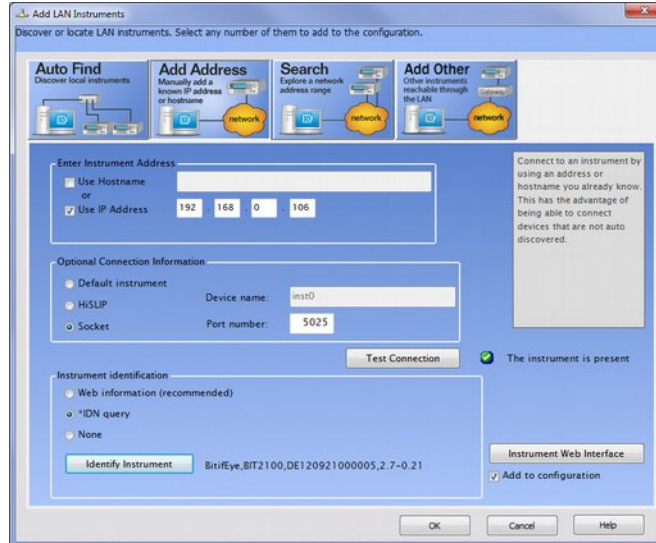 Add LAN Instruments
Discover or locate LAN instruments. Select any number of them to add to the configuration.
Auto Find
Discover local instruments
Add Address
Manually add a
known IP address
or hostname
network
Search
Explore a network
address range
network
Add Other
Other instruments
reachable through
the LAN
Gateway
network
Enter Instrument Address
Use Hostname
or
Use IP Address
192 . 168 . 0 . 106
Connect to an instrument by
using an address or
hostname you already know.
This has the advantage of
being able to connect
devices that are not auto
discovered.
Optional Connection Information
Default instrument
HiSLIP
Socket
Device name: inst0
Port number: 5025
Test Connection
The instrument is present
Instrument identification
Web information (recommended)
*IDN query
None
Identify Instrument
BitifEye,BIT2100,DE120921000005,2.7-0.21
Instrument Web Interface
Add to configuration
OK
Cancel
Help